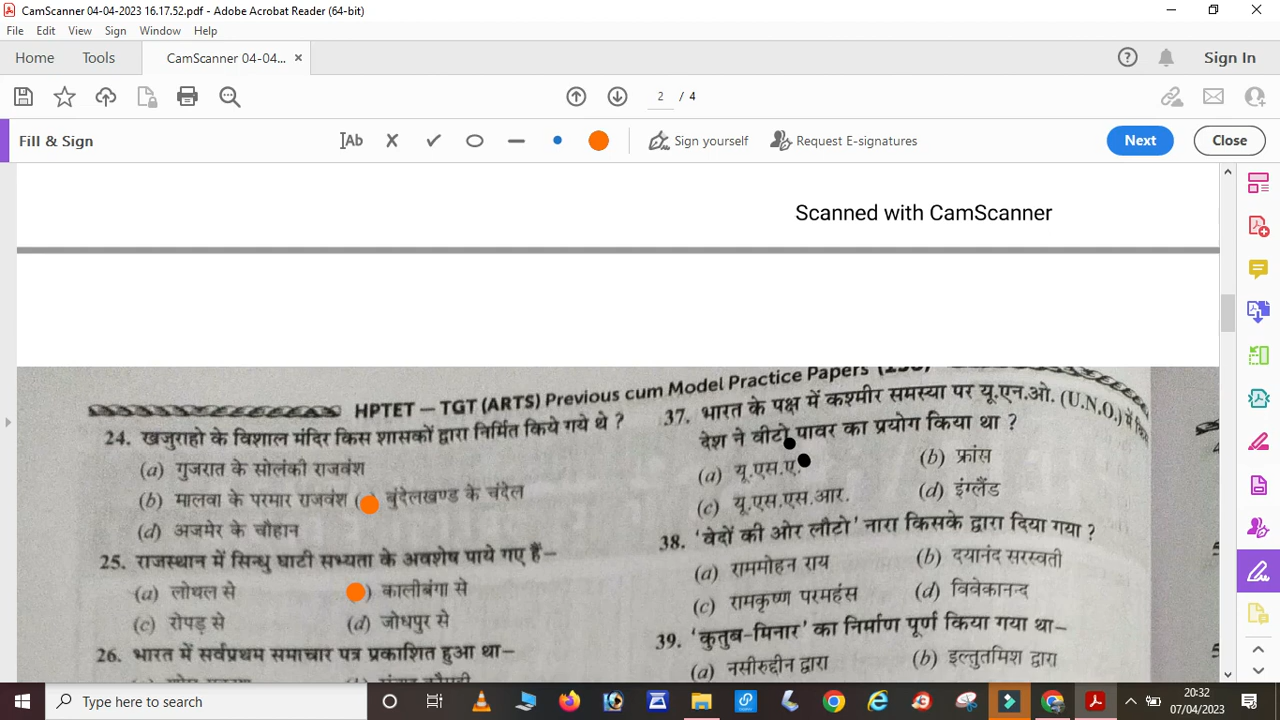 CamScanner 04-04-2023 16.17.52.pdf - Adobe Acrobat Reader (64-bit)
File Edit View Sign Window Help
Home Tools CamScanner 04-04... × Sign In
2 / 4
Fill & Sign Ab Sign yourself Request E-signatures Next Close
Scanned with CamScanner
HPTET – TGT (ARTS) Previous cum Model Practice Papers
24. खजुराहो के विशाल मंदिर किस शासकों द्वारा निर्मित किये गये थे ?
(a) गुजरात के सोलंकी राजवंश
(b) मालवा के परमार राजवंश ( ) बुंदेलखण्ड के चंदेल
(d) अजमेर के चौहान
25. राजस्थान में सिन्धु घाटी सभ्यता के अवशेष पाये गए हैं–
(a) लोथल से ) कालीबंगा से
(c) रोपड़ से (d) जोधपुर से
26. भारत में सर्वप्रथम समाचार पत्र प्रकाशित हुआ था–
37. भारत के पक्ष में कश्मीर समस्या पर यू.एन.ओ. (U.N.O.) में किस
देश ने वीटो पावर का प्रयोग किया था ?
(a) यू.एस.ए. (b) फ्रांस
(c) यू.एस.एस.आर. (d) इंग्लैंड
38. 'वेदों की ओर लौटो' नारा किसके द्वारा दिया गया ?
(a) राममोहन राय (b) दयानंद सरस्वती
(c) रामकृष्ण परमहंस (d) विवेकानन्द
39. 'कुतुब-मिनार' का निर्माण पूर्ण किया गया था–
(a) नसीरुद्दीन द्वारा (b) इल्तुतमिश द्वारा
Type here to search
20:32
07/04/2023